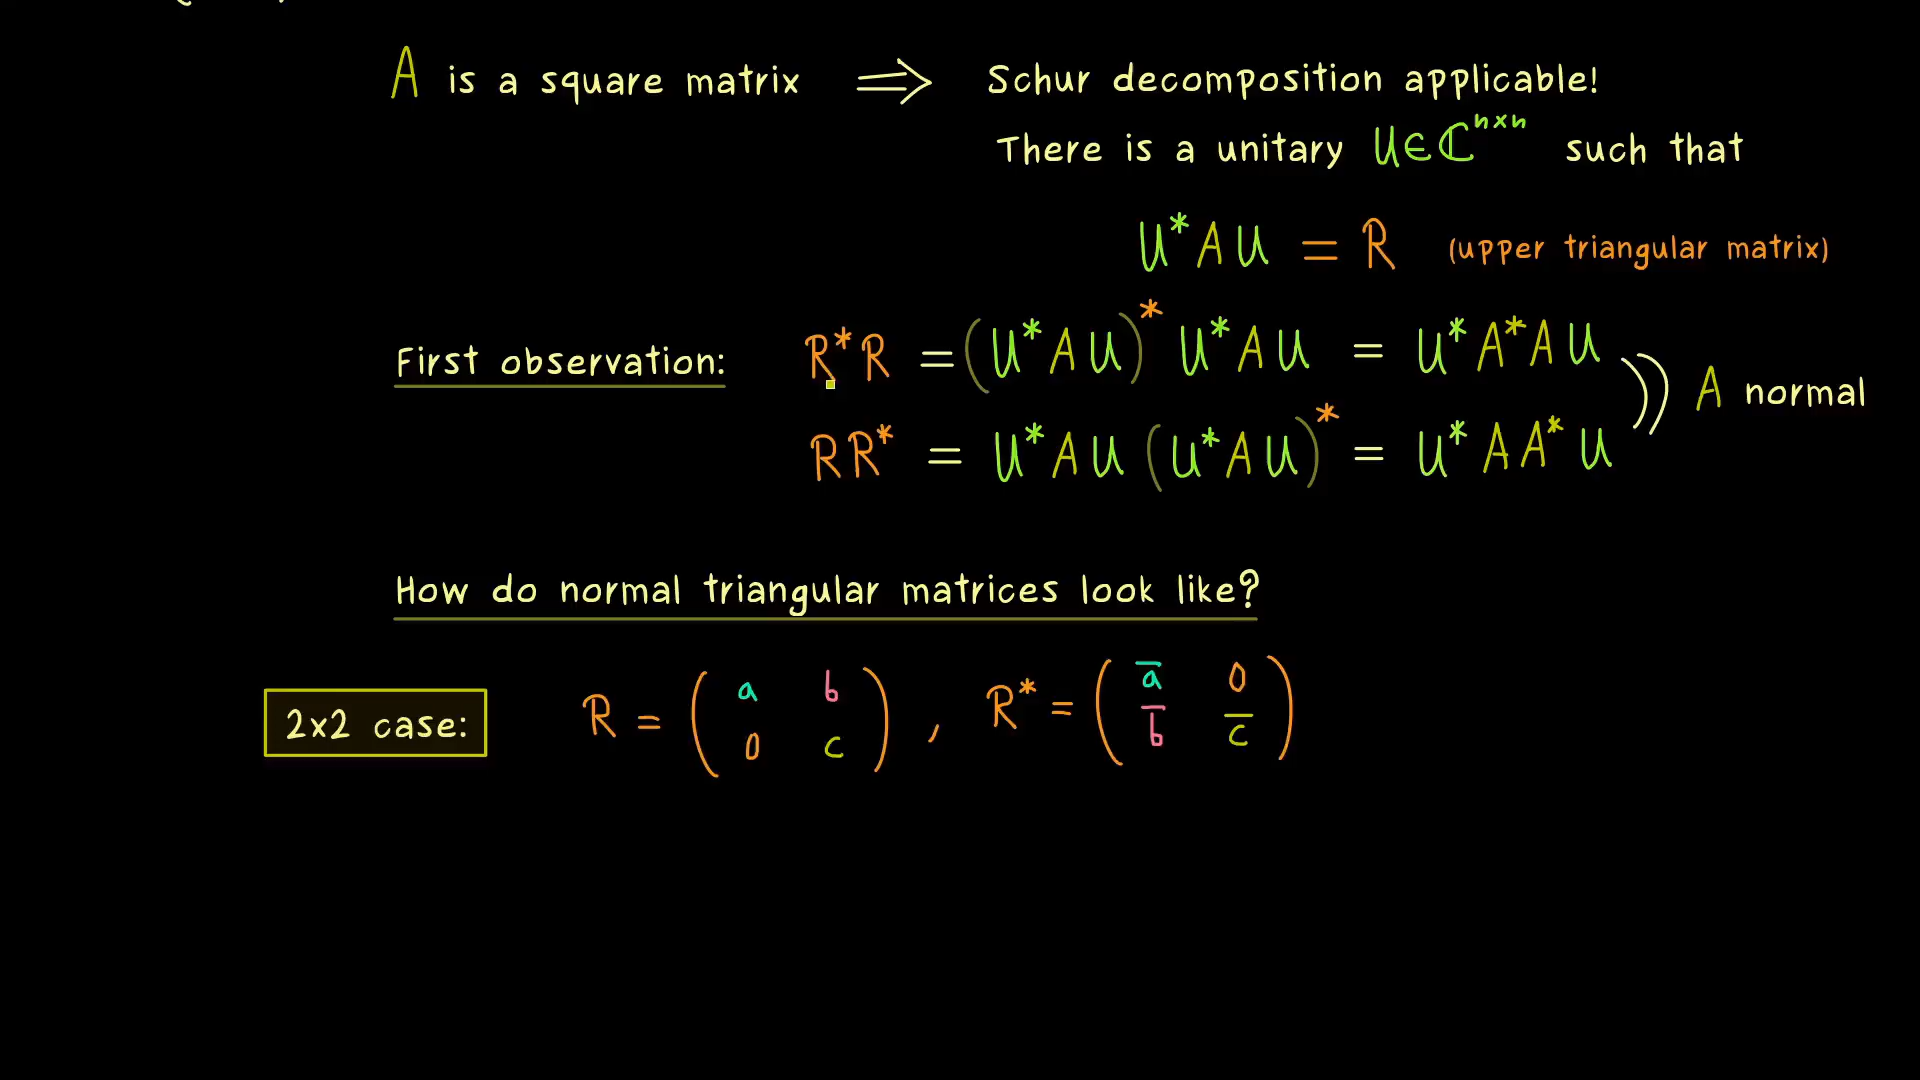 A is a square matrix ⟹ Schur decomposition applicable!
There is a unitary U ∈ ℂⁿˣⁿ such that
U*AU = R (upper triangular matrix)
First observation: R*R = (U*AU)* U*AU = U*A*AU
A normal
RR* = U*AU (U*AU)* = U*AA*U
How do normal triangular matrices look like?
2x2 case: R = ( a b ; 0 c ) , R* = ( a̅ 0 ; b̅ c̅ )